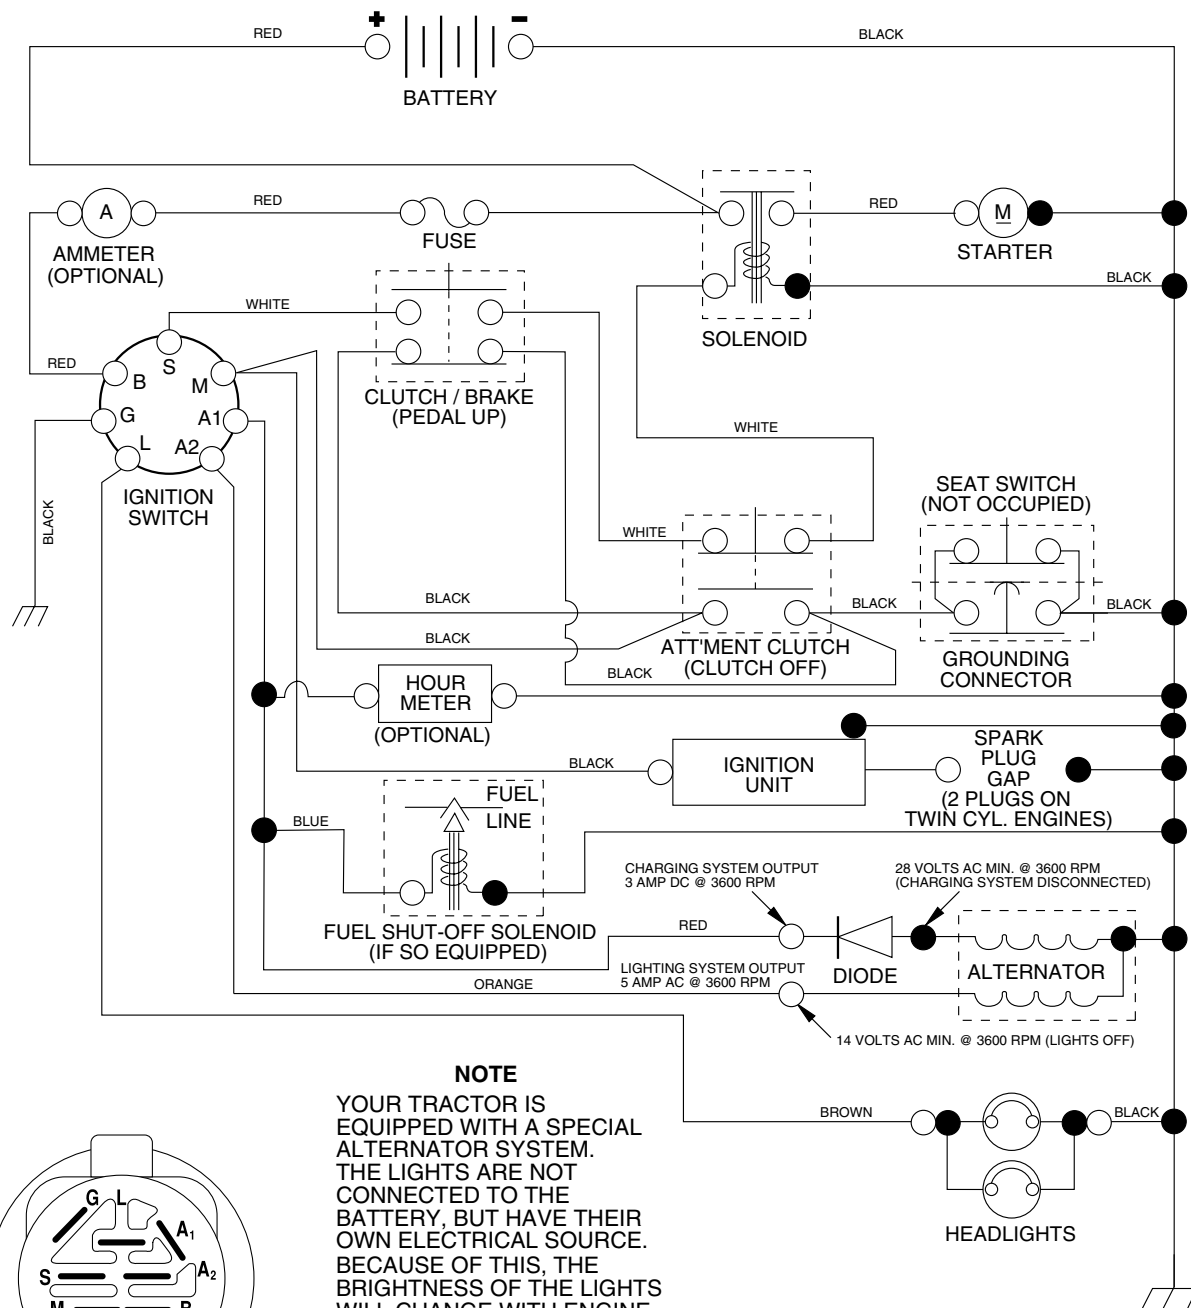 + −
RED
BLACK
BATTERY
A
RED
RED
M
FUSE
STARTER
AMMETER
(OPTIONAL)
BLACK
WHITE
SOLENOID
RED
S
B
M
CLUTCH / BRAKE
(PEDAL UP)
G
A1
L
A2
WHITE
IGNITION
SWITCH
BLACK
SEAT SWITCH
(NOT OCCUPIED)
WHITE
BLACK
BLACK
BLACK
BLACK
ATT'MENT CLUTCH
(CLUTCH OFF)
BLACK
GROUNDING
CONNECTOR
HOUR
METER
(OPTIONAL)
BLACK
IGNITION
UNIT
SPARK
PLUG
GAP
(2 PLUGS ON
TWIN CYL. ENGINES)
FUEL
LINE
BLUE
FUEL SHUT-OFF SOLENOID
(IF SO EQUIPPED)
CHARGING SYSTEM OUTPUT
3 AMP DC @ 3600 RPM
28 VOLTS AC MIN. @ 3600 RPM
(CHARGING SYSTEM DISCONNECTED)
RED
DIODE
ALTERNATOR
LIGHTING SYSTEM OUTPUT
5 AMP AC @ 3600 RPM
ORANGE
14 VOLTS AC MIN. @ 3600 RPM (LIGHTS OFF)
BROWN
BLACK
HEADLIGHTS
NOTE
YOUR TRACTOR IS
EQUIPPED WITH A SPECIAL
ALTERNATOR SYSTEM.
THE LIGHTS ARE NOT
CONNECTED TO THE
BATTERY, BUT HAVE THEIR
OWN ELECTRICAL SOURCE.
BECAUSE OF THIS, THE
BRIGHTNESS OF THE LIGHTS
WILL CHANGE WITH ENGINE
G L
A1
S
A2
M
B